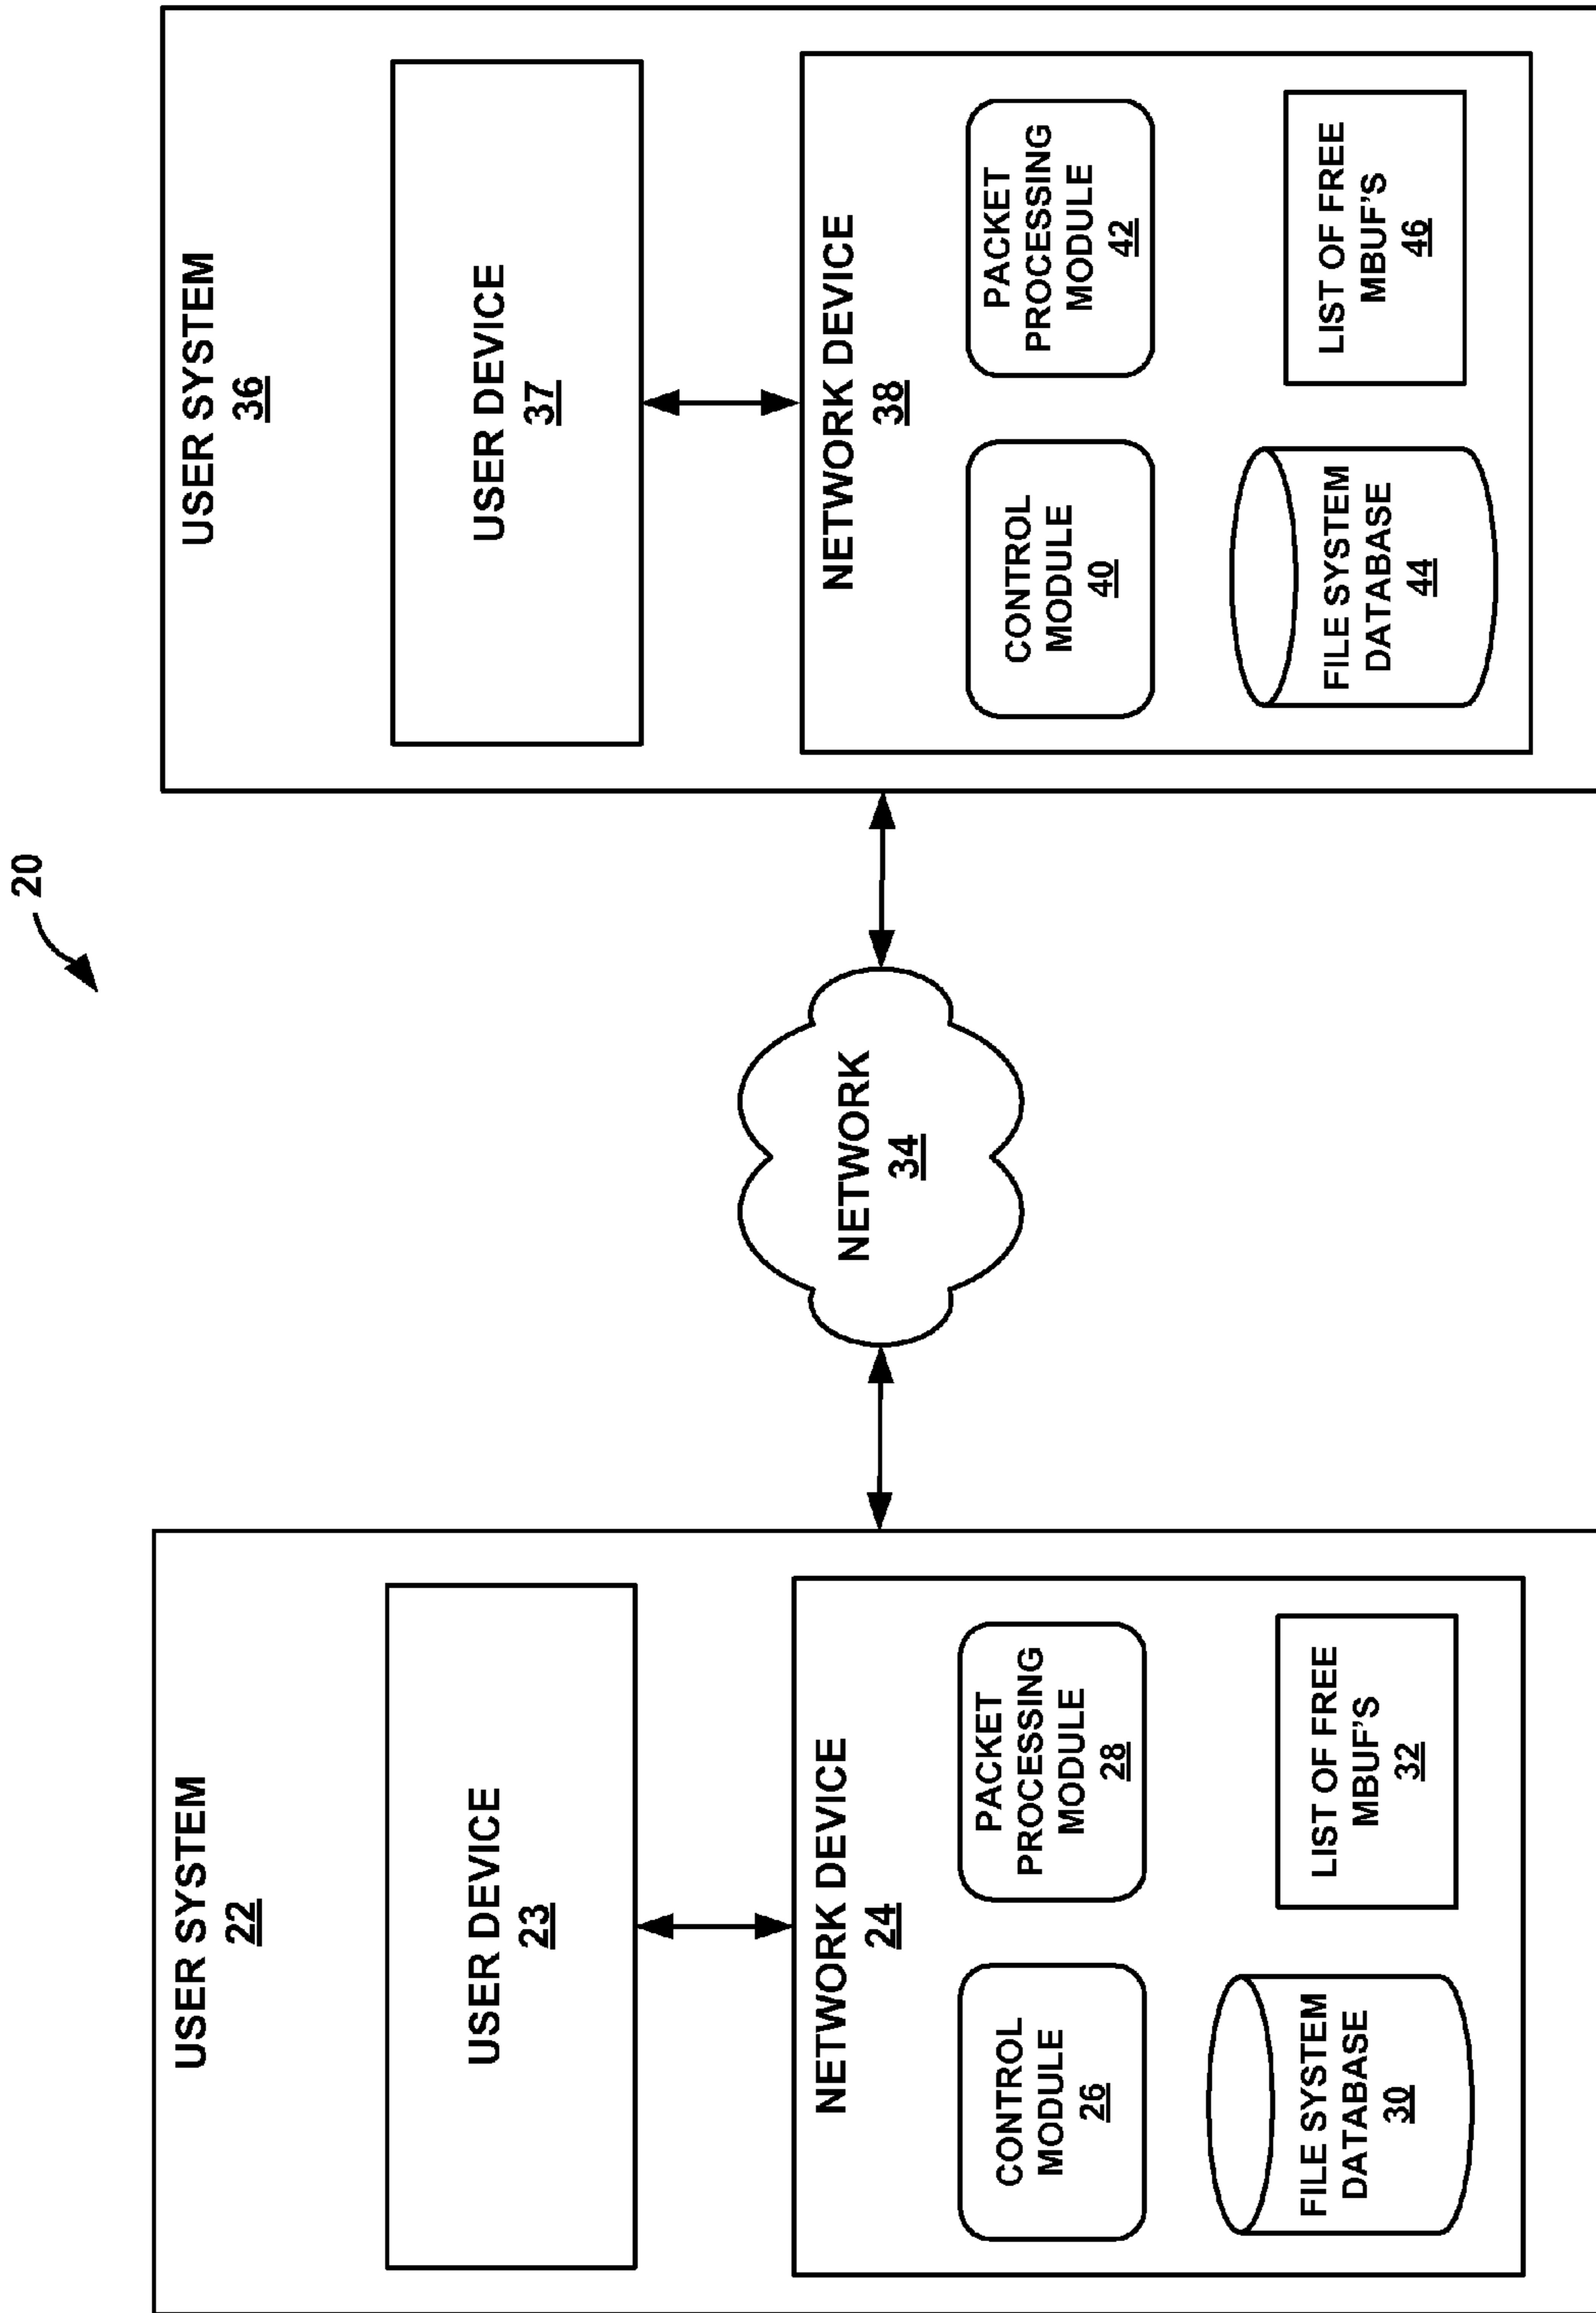 20
USER SYSTEM
22
USER DEVICE
23
NETWORK DEVICE
24
CONTROL
MODULE
26
PACKET
PROCESSING
MODULE
28
FILE SYSTEM
DATABASE
30
LIST OF FREE
MBUF'S
32
NETWORK
34
USER SYSTEM
36
USER DEVICE
37
NETWORK DEVICE
38
CONTROL
MODULE
40
PACKET
PROCESSING
MODULE
42
FILE SYSTEM
DATABASE
44
LIST OF FREE
MBUF'S
46